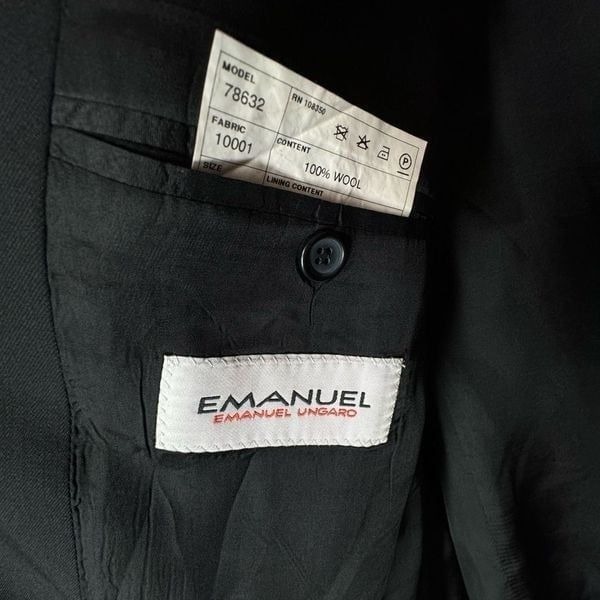 MODEL
78632
RN 108350
FABRIC
10001
CONTENT
100% WOOL
SIZE
LINING CONTENT
P
EMANUEL
EMANUEL UNGARO